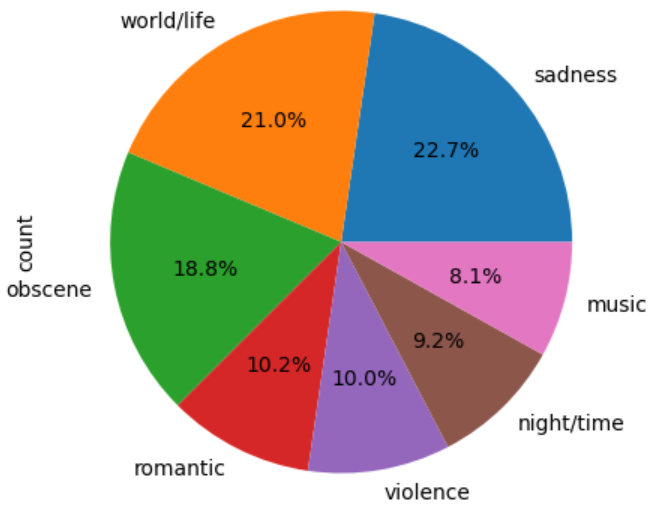 world/life
sadness
21.0%
22.7%
count
18.8%
obscene
8.1%
music
9.2%
10.2%
10.0%
night/time
romantic
violence